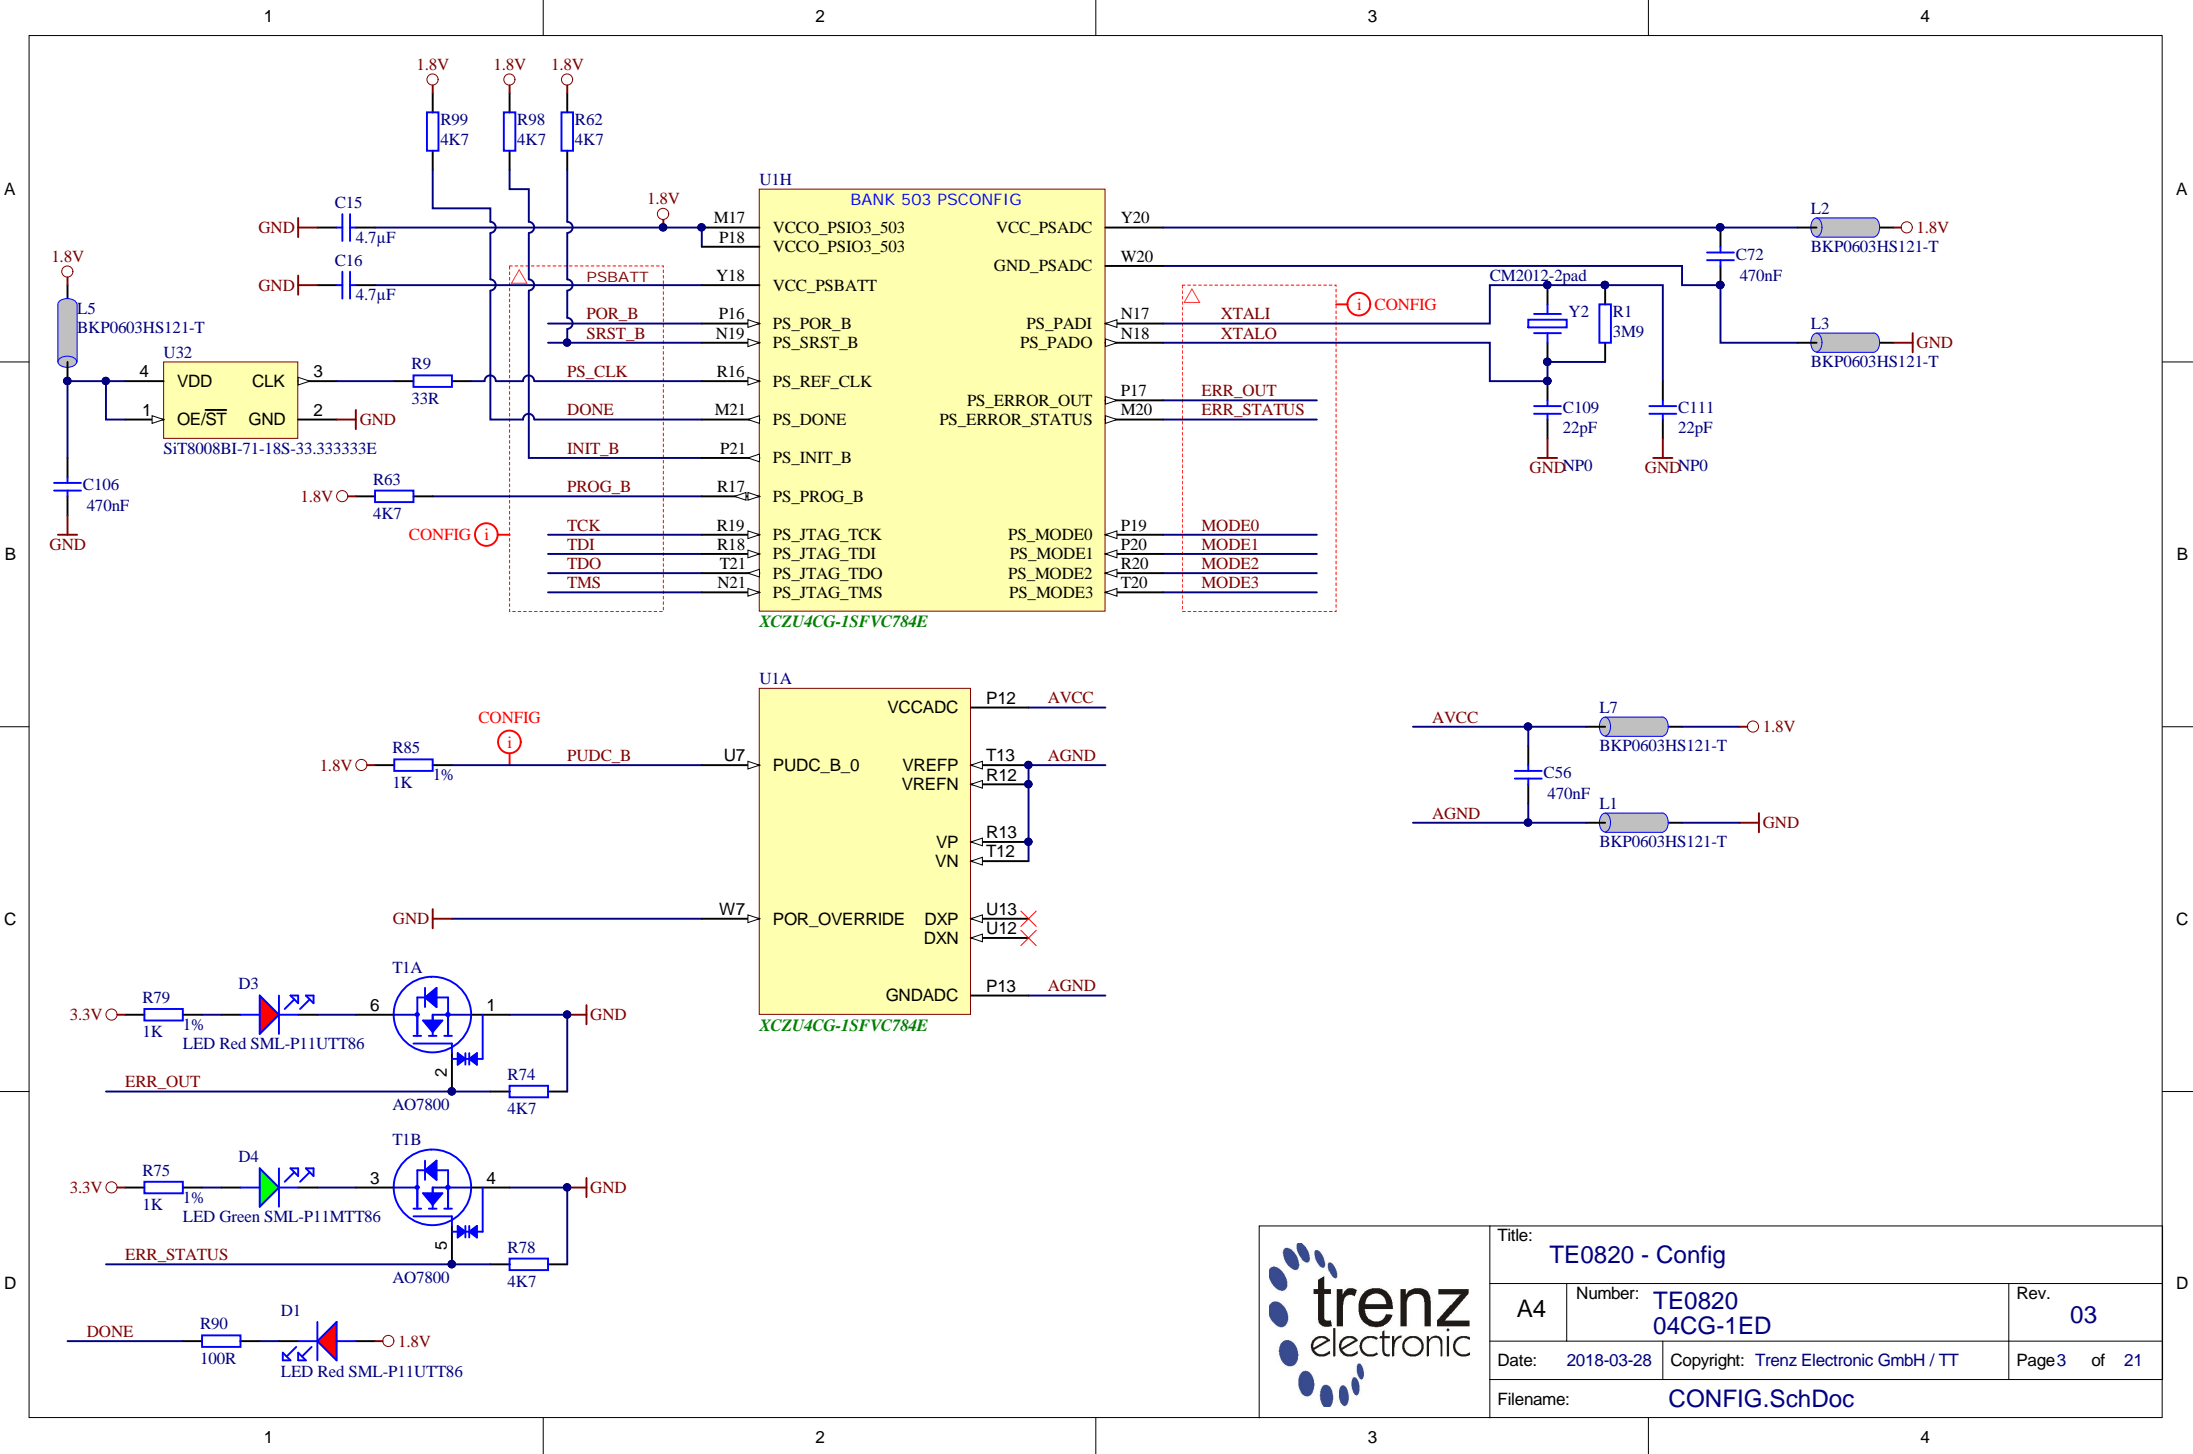 1 2 3 4
A A
B B
C C
D D
1 2 3 4
1.8V 1.8V 1.8V
R99 4K7
R98 4K7
R62 4K7
GND C15 4.7µF 1.8V
GND C16 4.7µF
1.8V
L5
BKP0603HS121-T
U32
4 VDD CLK 3
1 OE/ST GND 2 GND
SiT8008BI-71-18S-33.333333E
C106
470nF
GND
R9
33R
1.8V R63
4K7
CONFIG i
PSBATT
POR_B
SRST_B
PS_CLK
DONE
INIT_B
PROG_B
TCK
TDI
TDO
TMS
U1H
BANK 503 PSCONFIG
M17 VCCO_PSIO3_503
P18 VCCO_PSIO3_503
Y18 VCC_PSBATT
P16 PS_POR_B
N19 PS_SRST_B
R16 PS_REF_CLK
M21 PS_DONE
P21 PS_INIT_B
R17 PS_PROG_B
R19 PS_JTAG_TCK
R18 PS_JTAG_TDI
T21 PS_JTAG_TDO
N21 PS_JTAG_TMS
VCC_PSADC Y20
GND_PSADC W20
PS_PADI N17 XTALI
PS_PADO N18 XTALO
PS_ERROR_OUT P17 ERR_OUT
PS_ERROR_STATUS M20 ERR_STATUS
PS_MODE0 P19 MODE0
PS_MODE1 P20 MODE1
PS_MODE2 R20 MODE2
PS_MODE3 T20 MODE3
XCZU4CG-1SFVC784E
i CONFIG
CM2012-2pad
Y2
R1
3M9
C109
22pF
GND NP0
C111
22pF
GND NP0
C72
470nF
L2
1.8V
BKP0603HS121-T
L3
GND
BKP0603HS121-T
U1A
CONFIG
i
1.8V R85 1%
1K
PUDC_B
U7 PUDC_B_0
GND
W7 POR_OVERRIDE
VCCADC P12 AVCC
VREFP T13 AGND
VREFN R12
VP R13
VN T12
DXP U13
DXN U12
GNDADC P13 AGND
XCZU4CG-1SFVC784E
AVCC
L7
1.8V
BKP0603HS121-T
C56
470nF
AGND
L1
GND
BKP0603HS121-T
3.3V R79 1%
1K
D3
LED Red SML-P11UTT86
T1A
6 1 2
GND
AO7800
ERR_OUT
R74
4K7
3.3V R75 1%
1K
D4
LED Green SML-P11MTT86
T1B
3 4 5
GND
AO7800
ERR_STATUS
R78
4K7
DONE
R90
100R
D1
1.8V
LED Red SML-P11UTT86
trenz
electronic
Title:
TE0820 - Config
A4
Number: TE0820
04CG-1ED
Rev.
03
Date: 2018-03-28 Copyright: Trenz Electronic GmbH / TT Page 3 of 21
Filename: CONFIG.SchDoc